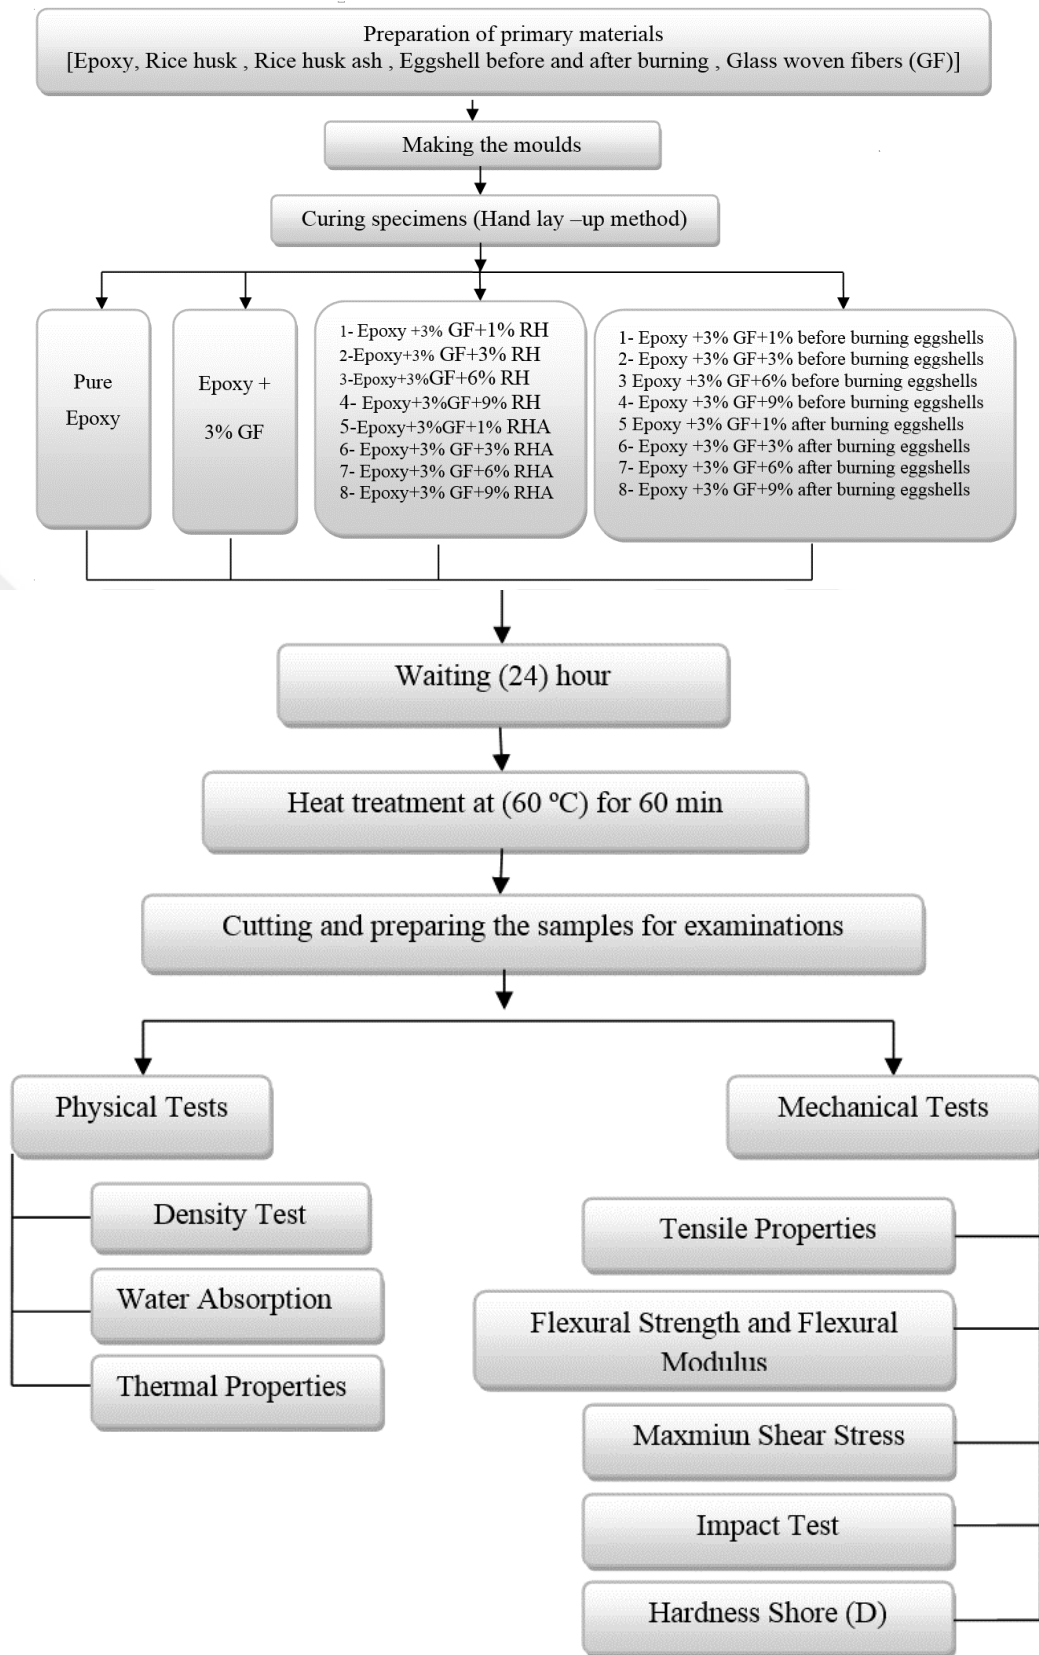 Preparation of primary materials
[Epoxy, Rice husk , Rice husk ash , Eggshell before and after burning , Glass woven fibers (GF)]
Making the moulds
Curing specimens (Hand lay –up method)
Pure
Epoxy
Epoxy +
3% GF
1- Epoxy +3% GF+1% RH
2-Epoxy+3% GF+3% RH
3-Epoxy+3%GF+6% RH
4- Epoxy+3%GF+9% RH
5-Epoxy+3%GF+1% RHA
6- Epoxy+3% GF+3% RHA
7- Epoxy+3% GF+6% RHA
8- Epoxy+3% GF+9% RHA
1- Epoxy +3% GF+1% before burning eggshells
2- Epoxy +3% GF+3% before burning eggshells
3 Epoxy +3% GF+6% before burning eggshells
4- Epoxy +3% GF+9% before burning eggshells
5 Epoxy +3% GF+1% after burning eggshells
6- Epoxy +3% GF+3% after burning eggshells
7- Epoxy +3% GF+6% after burning eggshells
8- Epoxy +3% GF+9% after burning eggshells
Waiting (24) hour
Heat treatment at (60 ºC) for 60 min
Cutting and preparing the samples for examinations
Physical Tests
Density Test
Water Absorption
Thermal Properties
Mechanical Tests
Tensile Properties
Flexural Strength and Flexural
Modulus
Maxmiun Shear Stress
Impact Test
Hardness Shore (D)